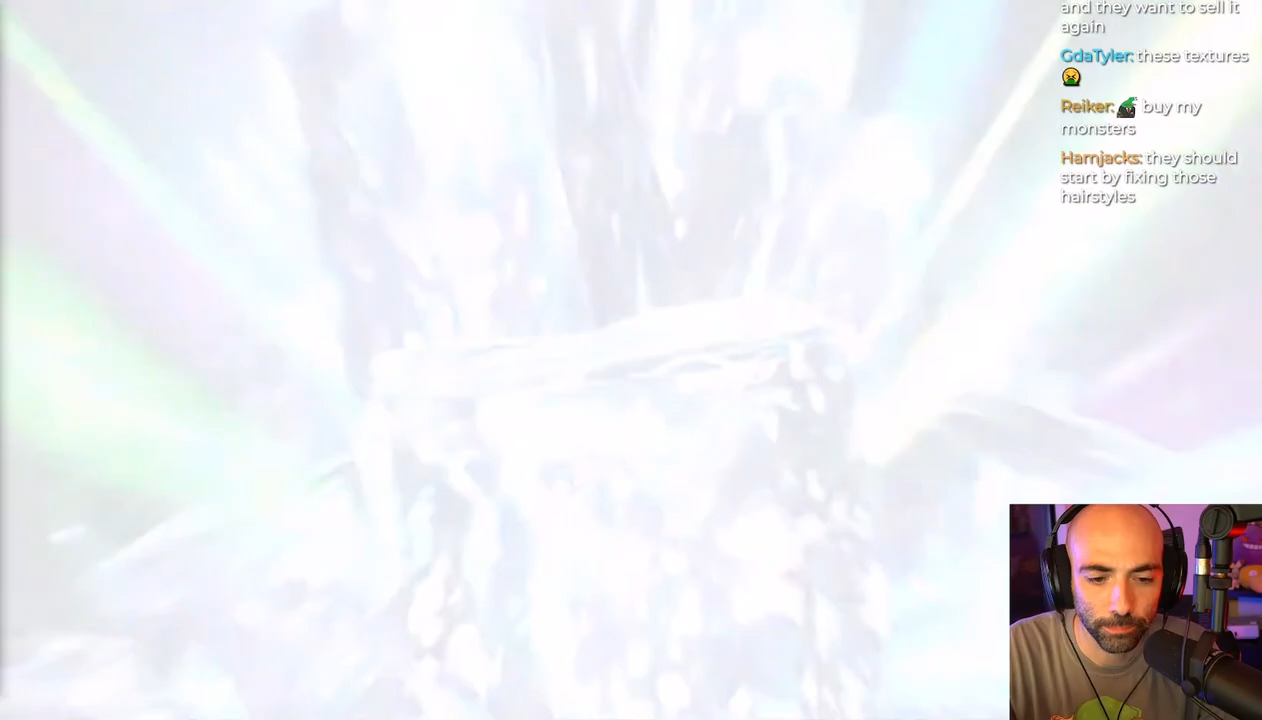 and they want to sell it
again
GdaTyler: these textures
Reiker: buy my
monsters
Hamjacks: they should
start by fixing those
hairstyles